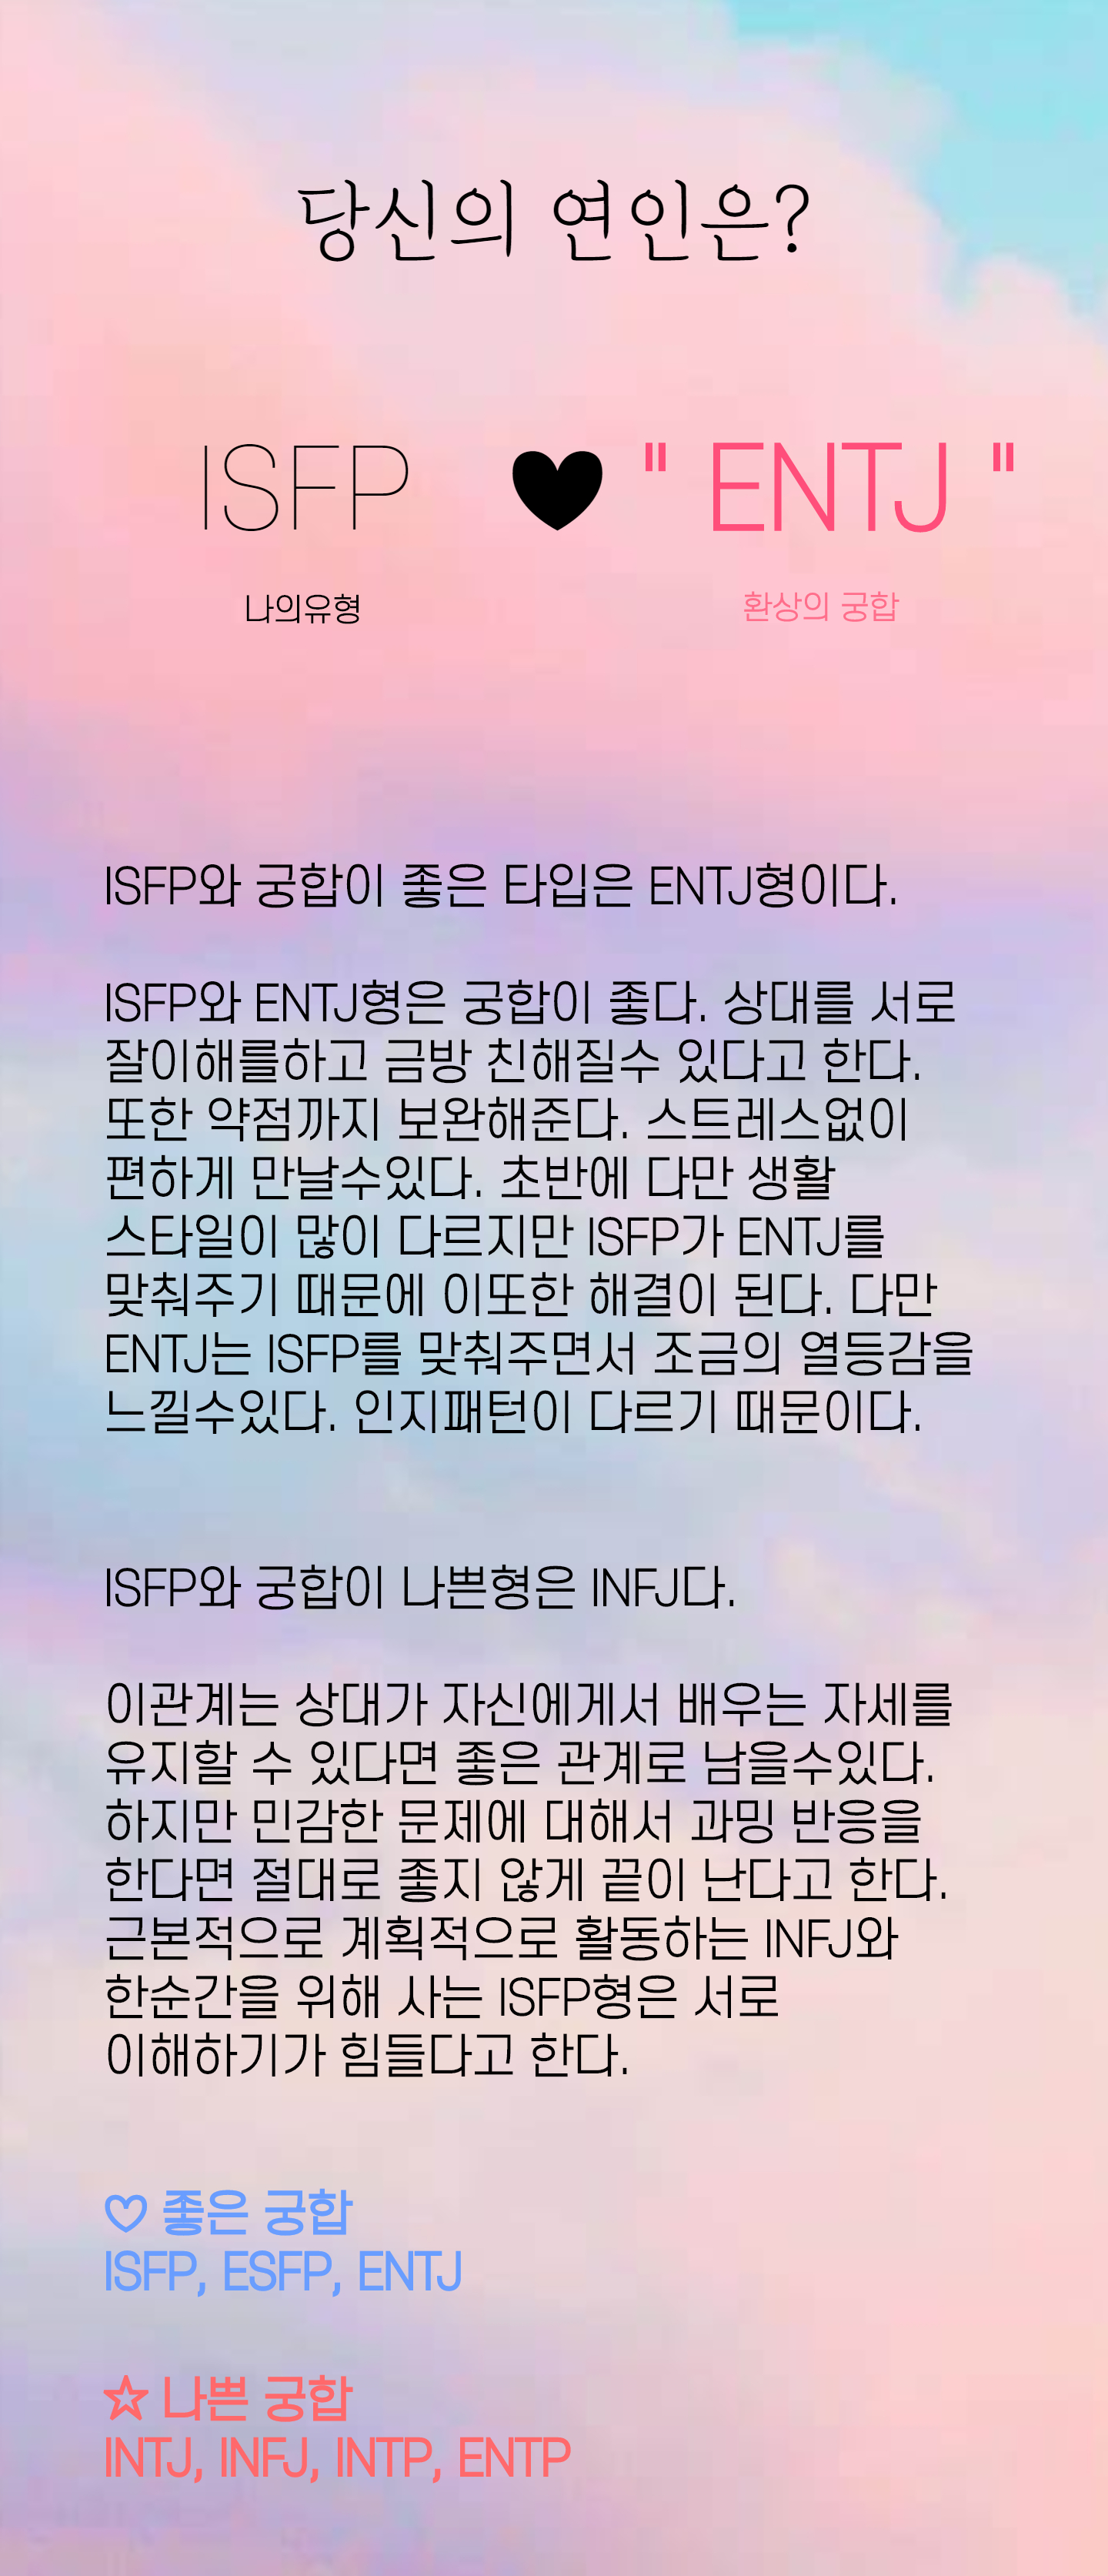 당신의 연인은?
ISFP ♥ " ENTJ "
나의유형 환상의 궁합
ISFP와 궁합이 좋은 타입은 ENTJ형이다.
ISFP와 ENTJ형은 궁합이 좋다. 상대를 서로
잘이해를하고 금방 친해질수 있다고 한다.
또한 약점까지 보완해준다. 스트레스없이
편하게 만날수있다. 초반에 다만 생활
스타일이 많이 다르지만 ISFP가 ENTJ를
맞춰주기 때문에 이또한 해결이 된다. 다만
ENTJ는 ISFP를 맞춰주면서 조금의 열등감을
느낄수있다. 인지패턴이 다르기 때문이다.
ISFP와 궁합이 나쁜형은 INFJ다.
이관계는 상대가 자신에게서 배우는 자세를
유지할 수 있다면 좋은 관계로 남을수있다.
하지만 민감한 문제에 대해서 과밍 반응을
한다면 절대로 좋지 않게 끝이 난다고 한다.
근본적으로 계획적으로 활동하는 INFJ와
한순간을 위해 사는 ISFP형은 서로
이해하기가 힘들다고 한다.
♡ 좋은 궁합
ISFP, ESFP, ENTJ
☆ 나쁜 궁합
INTJ, INFJ, INTP, ENTP